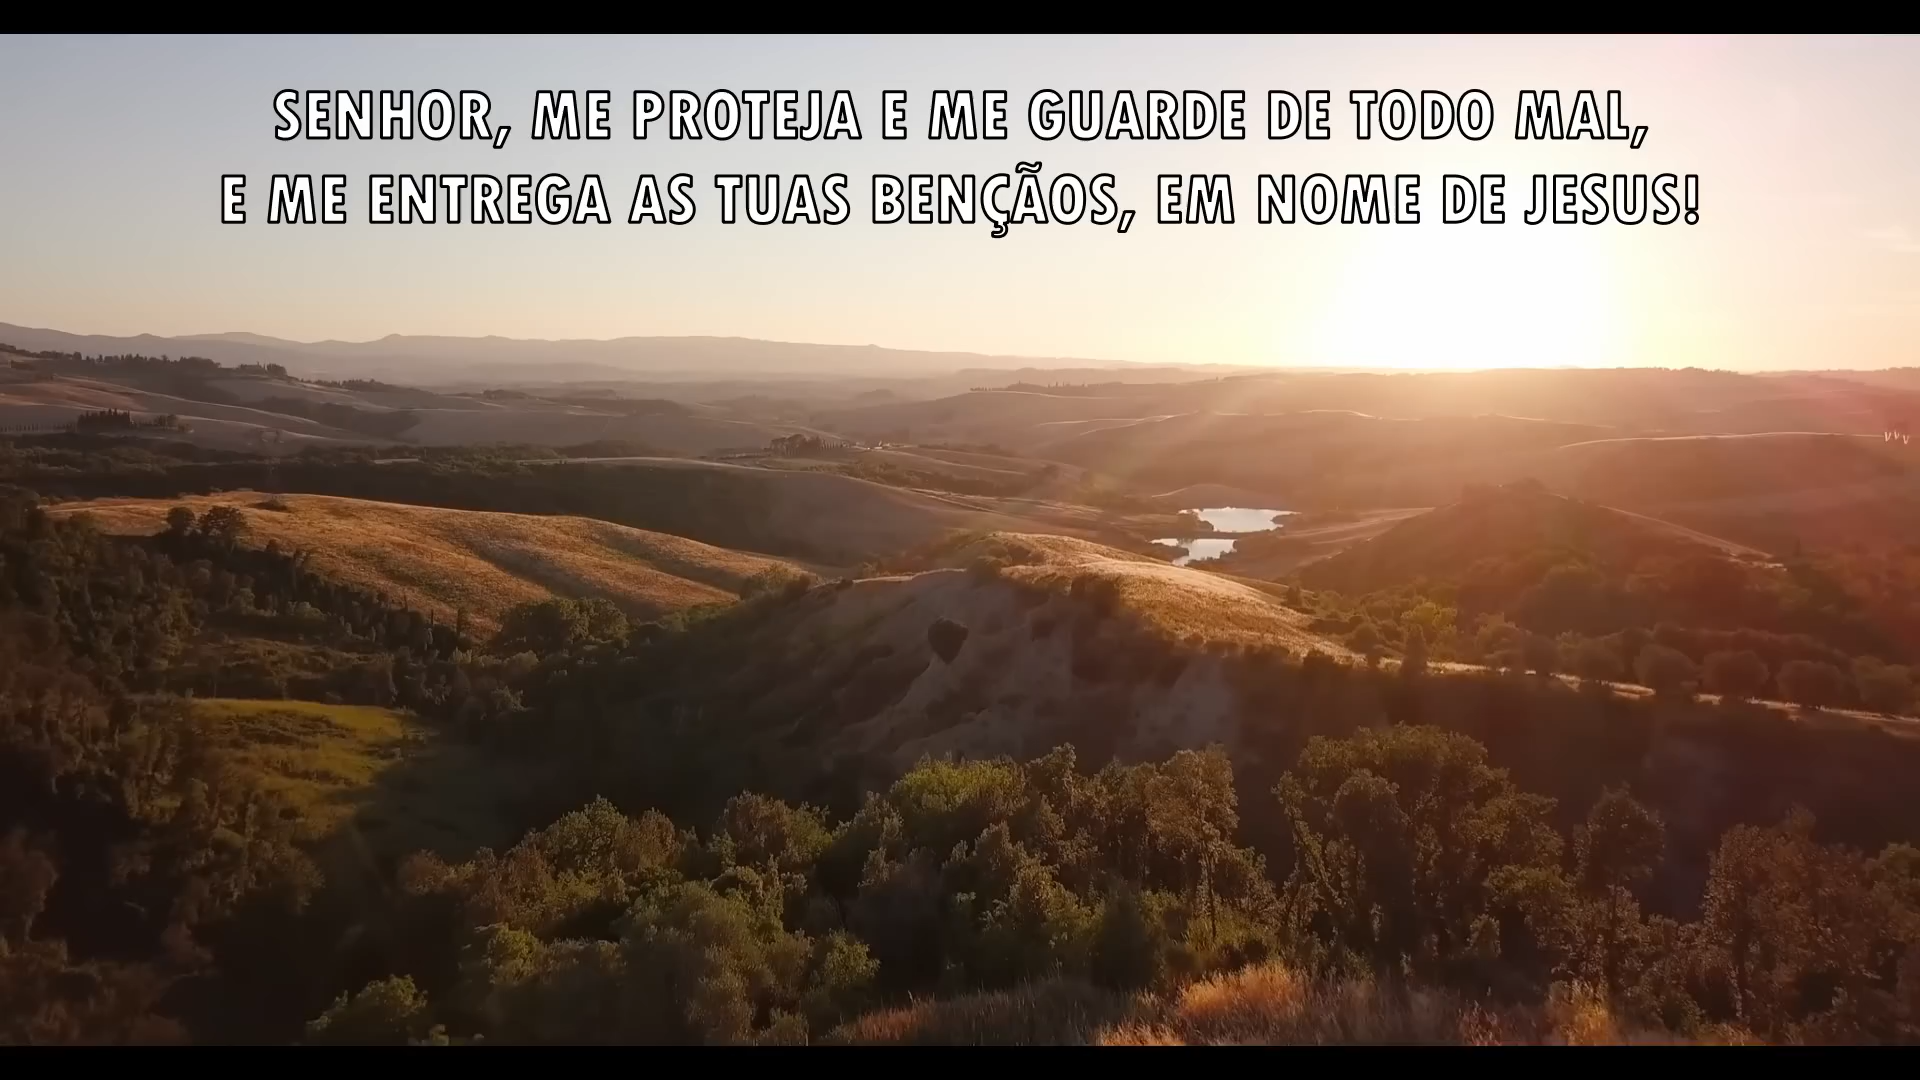 SENHOR, ME PROTEJA E ME GUARDE DE TODO MAL,
E ME ENTREGA AS TUAS BENÇÃOS, EM NOME DE JESUS!